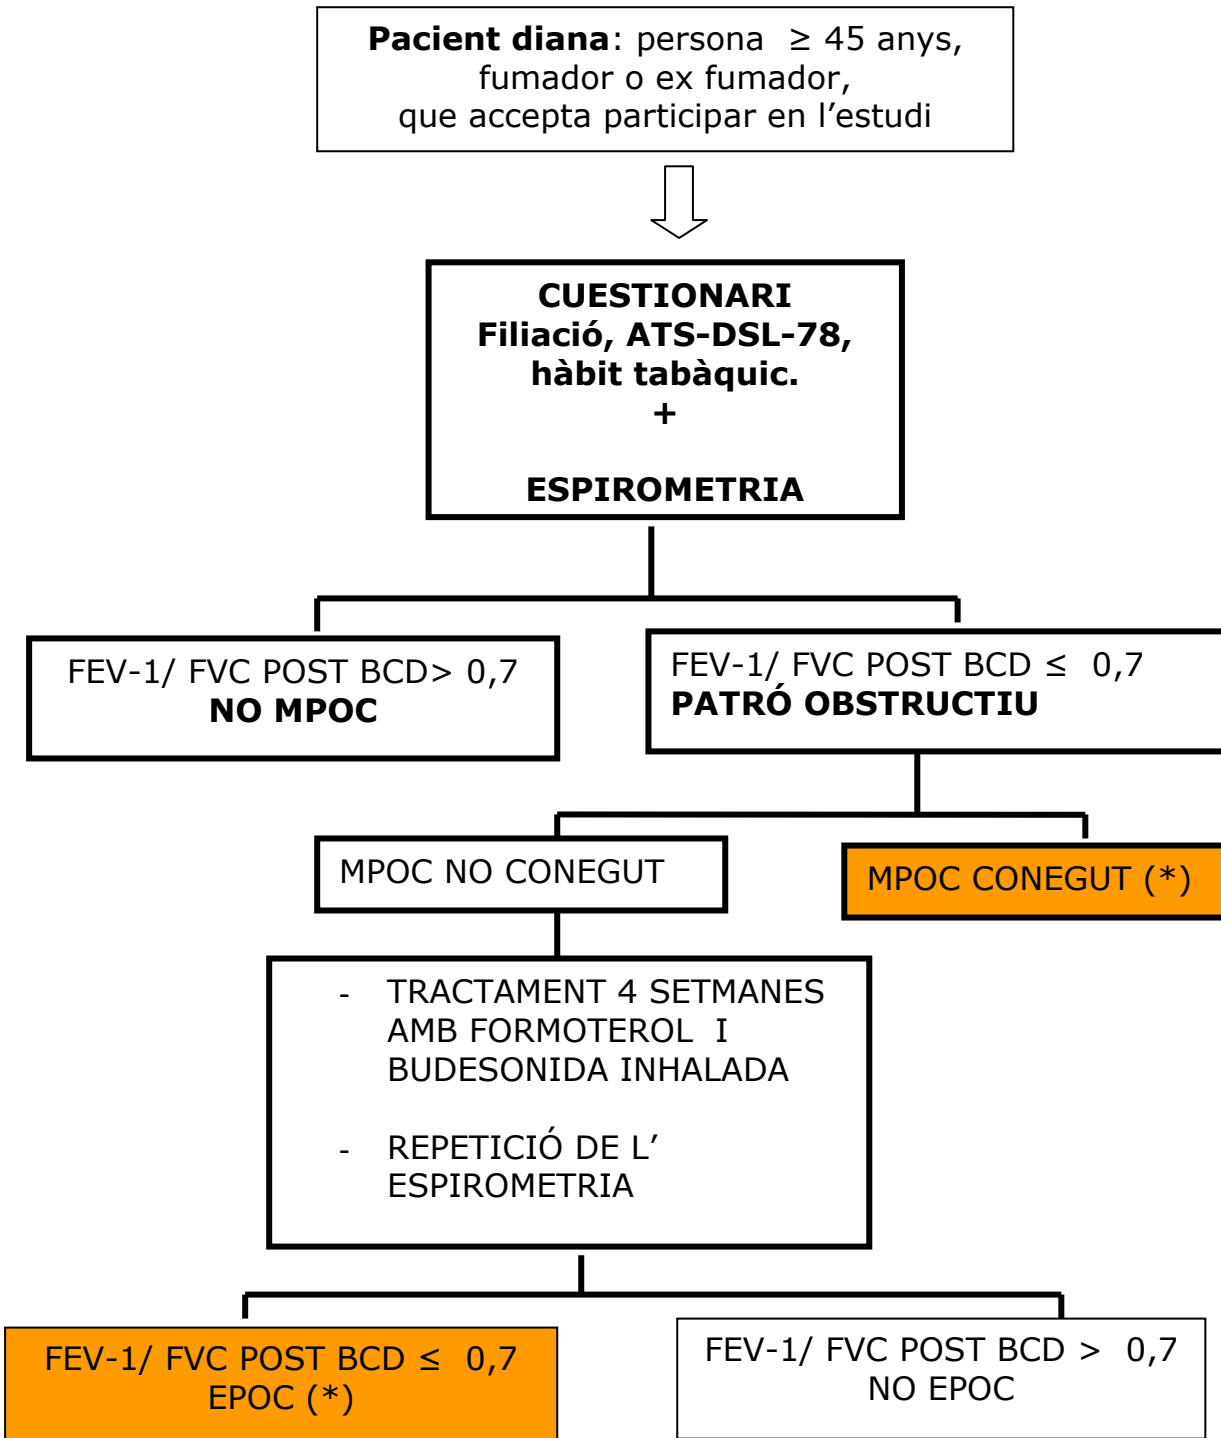 Pacient diana: persona ≥ 45 anys,
fumador o ex fumador,
que accepta participar en l’estudi
CUESTIONARI
Filiació, ATS-DSL-78,
hàbit tabàquic.
+
ESPIROMETRIA
FEV-1/ FVC POST BCD> 0,7
NO MPOC
FEV-1/ FVC POST BCD ≤ 0,7
PATRÓ OBSTRUCTIU
MPOC NO CONEGUT
MPOC CONEGUT (*)
- TRACTAMENT 4 SETMANES
AMB FORMOTEROL I
BUDESONIDA INHALADA
- REPETICIÓ DE L’
ESPIROMETRIA
FEV-1/ FVC POST BCD ≤ 0,7
EPOC (*)
FEV-1/ FVC POST BCD > 0,7
NO EPOC